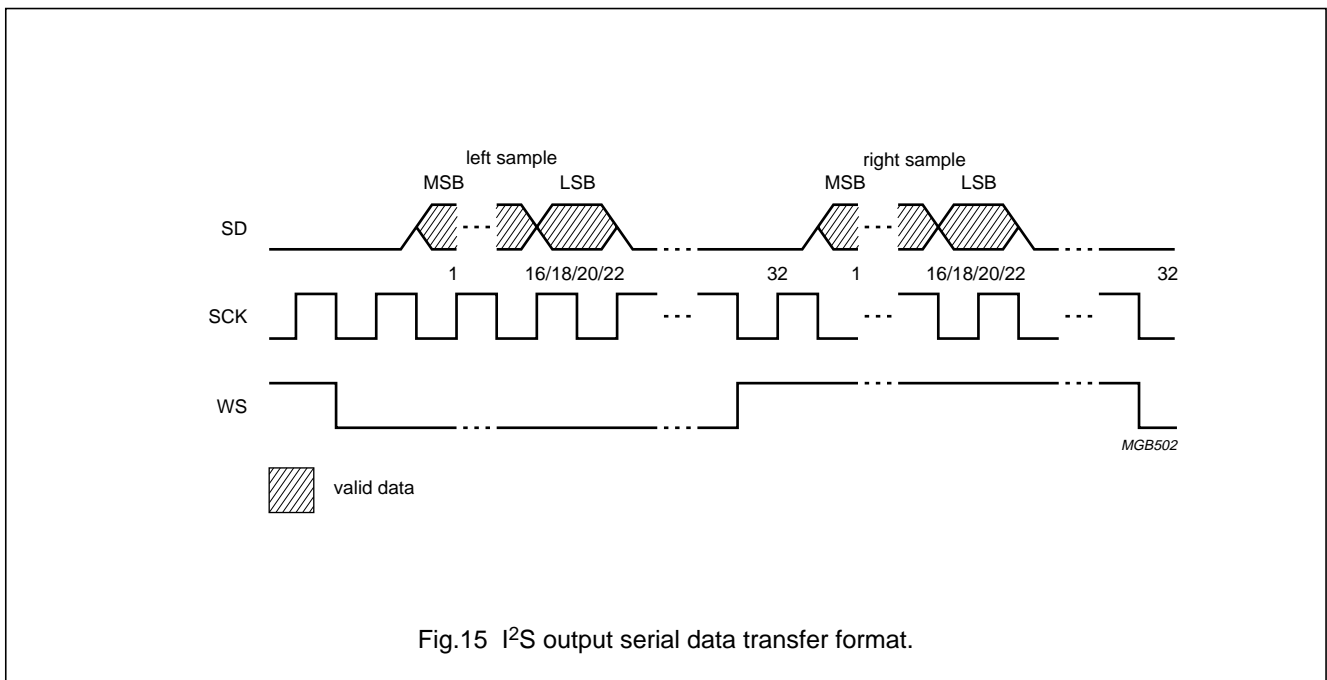 left sample right sample
MSB LSB MSB LSB
SD
1 16/18/20/22 32 1 16/18/20/22 32
SCK
WS
MGB502
valid data
Fig.15 I²S output serial data transfer format.